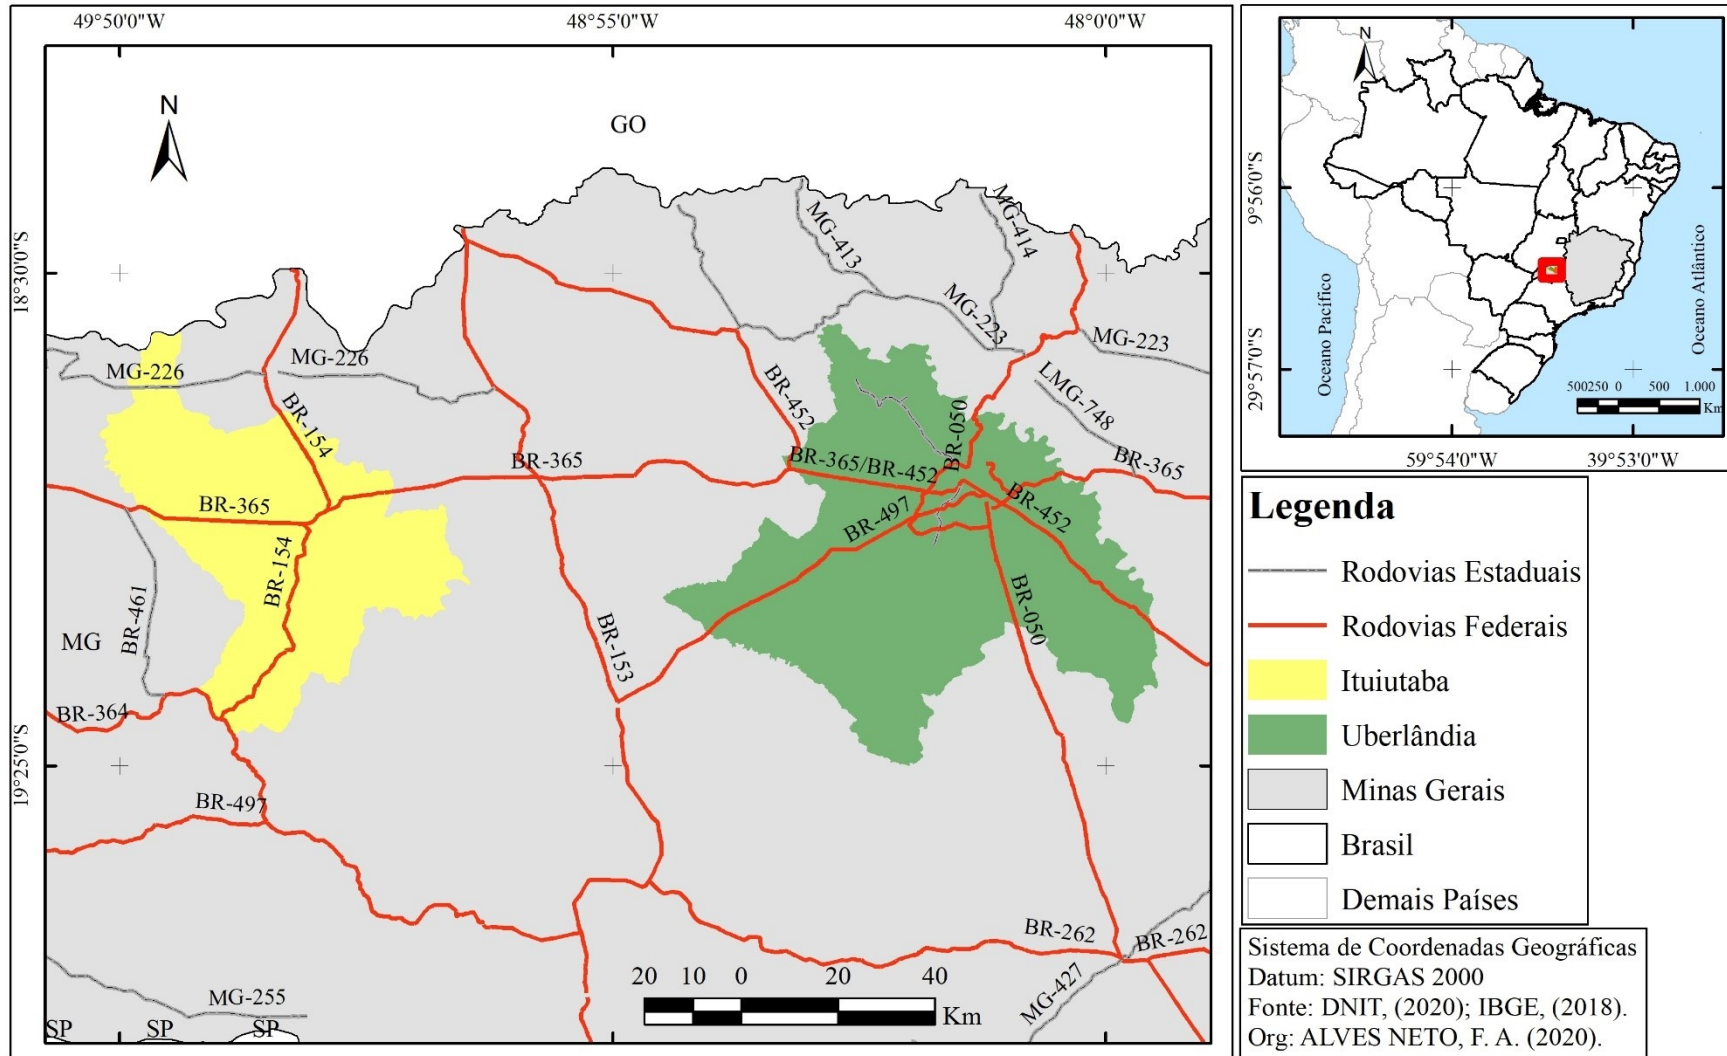 49°50'0"W
48°55'0"W
48°0'0"W
N
GO
18°30'0"S
19°25'0"S
MG-413
MG-414
MG-223
MG-223
MG-226
MG-226
BR-154
BR-452
LMG-748
BR-050
BR-365
BR-365/BR-452
BR-365
BR-365
BR-497
BR-452
BR-154
BR-461
MG
BR-153
BR-050
BR-364
BR-497
BR-262
BR-262
MG-427
MG-255
SP
SP
SP
20 10 0 20 40
Km
N
9°56'0"S
29°57'0"S
Oceano Pacífico
Oceano Atlântico
500250 0 500 1.000
Km
59°54'0"W
39°53'0"W
Legenda
Rodovias Estaduais
Rodovias Federais
Ituiutaba
Uberlândia
Minas Gerais
Brasil
Demais Países
Sistema de Coordenadas Geográficas
Datum: SIRGAS 2000
Fonte: DNIT, (2020); IBGE, (2018).
Org: ALVES NETO, F. A. (2020).